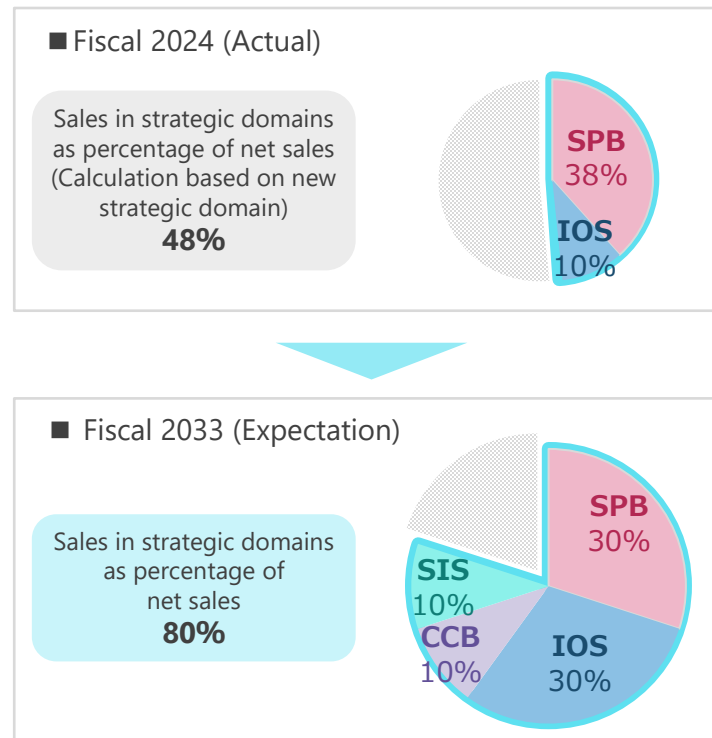 ■ Fiscal 2024 (Actual)
Sales in strategic domains
as percentage of net sales
(Calculation based on new
strategic domain)
48%
SPB
38%
IOS
10%
■ Fiscal 2033 (Expectation)
Sales in strategic domains
as percentage of
net sales
80%
SPB
30%
SIS
10%
CCB
10%
IOS
30%